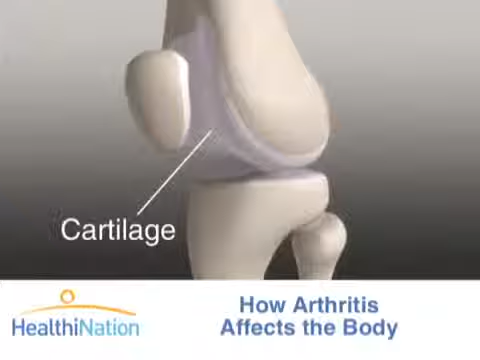 Cartilage
HealthiNation
How Arthritis
Affects the Body